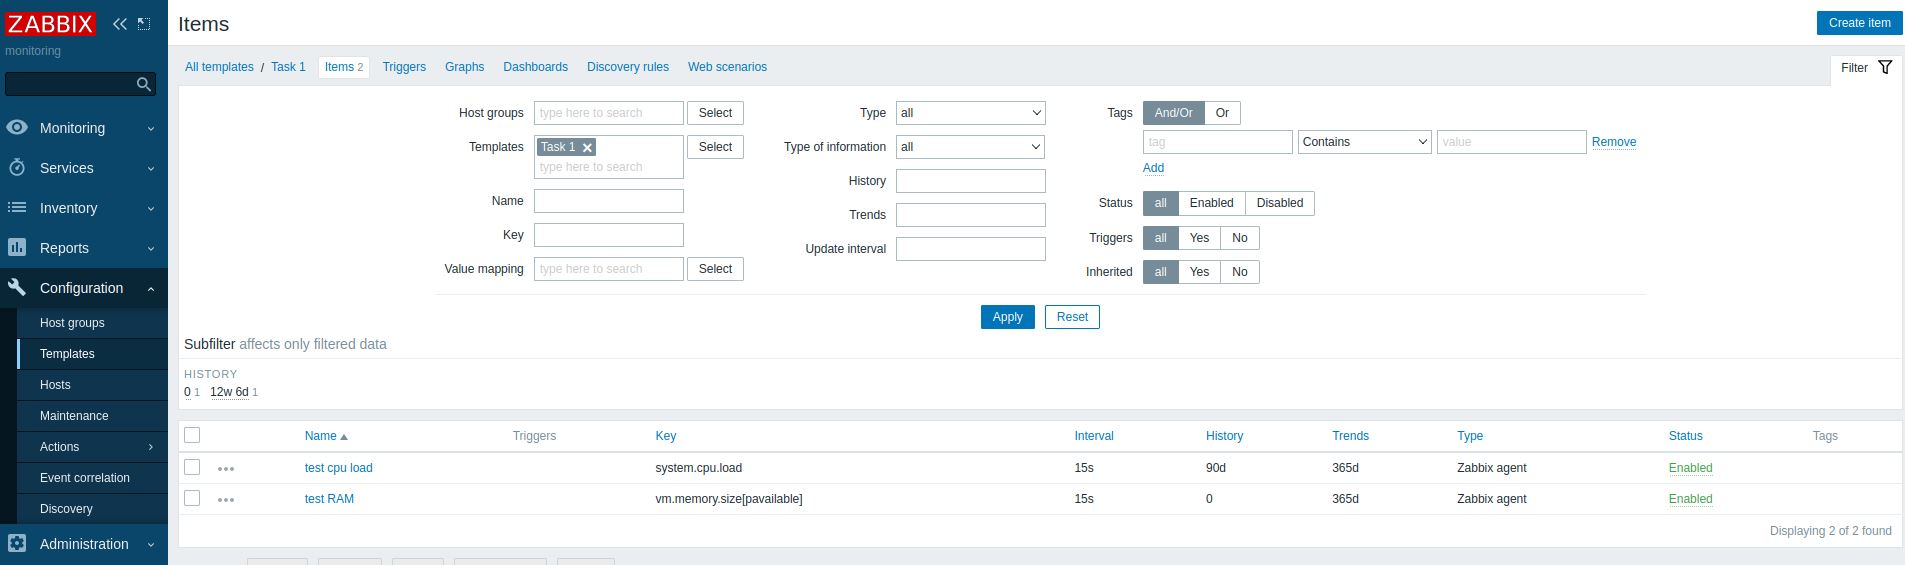 ZABBIX
monitoring
Monitoring
Services
Inventory
Reports
Configuration
Host groups
Templates
Hosts
Maintenance
Actions
Event correlation
Discovery
Administration
Items
Create item
All templates / Task 1 Items 2 Triggers Graphs Dashboards Discovery rules Web scenarios
Filter
Host groups type here to search Select
Templates Task 1 Select
type here to search
Name
Key
Value mapping type here to search Select
Type all
Type of information all
History
Trends
Update interval
Tags And/Or Or
tag Contains value Remove
Add
Status all Enabled Disabled
Triggers all Yes No
Inherited all Yes No
Apply Reset
Subfilter affects only filtered data
HISTORY
0 1 12w 6d 1
Name Triggers Key Interval History Trends Type Status Tags
test cpu load system.cpu.load 15s 90d 365d Zabbix agent Enabled
test RAM vm.memory.size[pavailable] 15s 0 365d Zabbix agent Enabled
Displaying 2 of 2 found